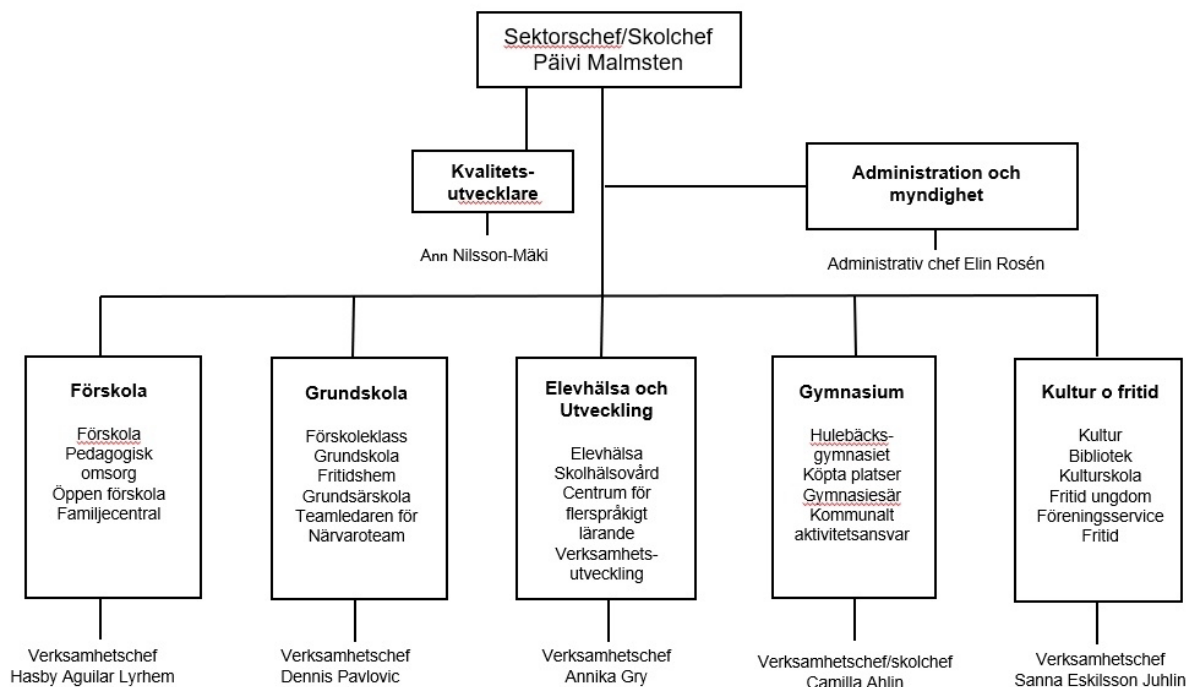 Sektorschef/Skolchef
Päivi Malmsten
Kvalitets-
utvecklare
Ann Nilsson-Mäki
Administration och
myndighet
Administrativ chef Elin Rosén
Förskola
Förskola
Pedagogisk
omsorg
Öppen förskola
Familjecentral
Verksamhetschef
Hasby Aguilar Lyrhem
Grundskola
Förskoleklass
Grundskola
Fritidshem
Grundsärskola
Teamledaren för
Närvaroteam
Verksamhetschef
Dennis Pavlovic
Elevhälsa och
Utveckling
Elevhälsa
Skolhälsovård
Centrum för
flerspråkigt
lärande
Verksamhets-
utveckling
Verksamhetschef
Annika Gry
Gymnasium
Hulebäcks-
gymnasiet
Köpta platser
Gymnasiesär
Kommunalt
aktivitetsansvar
Verksamhetschef/skolchef
Camilla Ahlin
Kultur o fritid
Kultur
Bibliotek
Kulturskola
Fritid ungdom
Föreningsservice
Fritid
Verksamhetschef
Sanna Eskilsson Juhlin